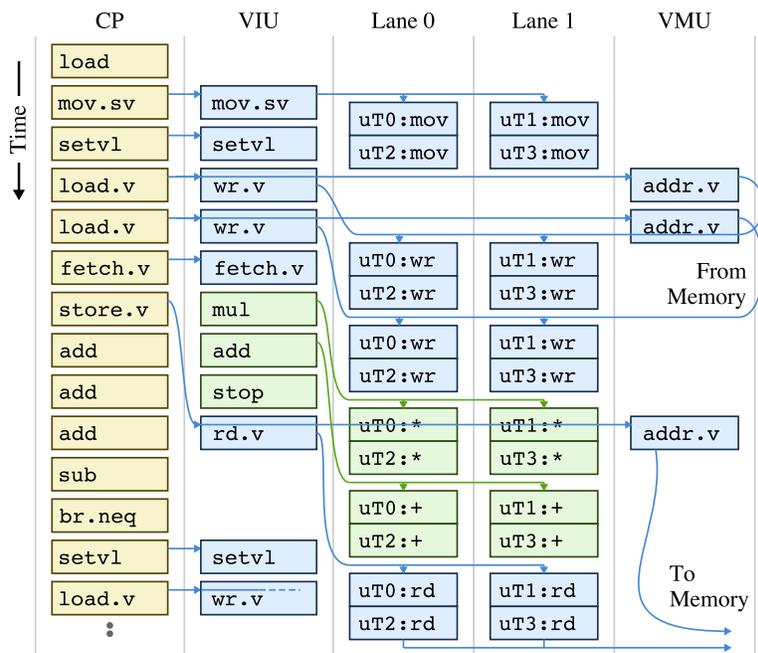 CP VIU Lane 0 Lane 1 VMU
Time
load
mov.sv mov.sv
uT0:mov uT1:mov
setvl setvl
uT2:mov uT3:mov
load.v wr.v addr.v
load.v wr.v addr.v
fetch.v fetch.v uT0:wr uT1:wr
From
Memory
uT2:wr uT3:wr
store.v mul
add add uT0:wr uT1:wr
uT2:wr uT3:wr
add stop
uT0:* uT1:*
add rd.v addr.v
uT2:* uT3:*
sub
br.neq uT0:+ uT1:+
uT2:+ uT3:+
setvl setvl
To
Memory
uT0:rd uT1:rd
load.v wr.v
uT2:rd uT3:rd